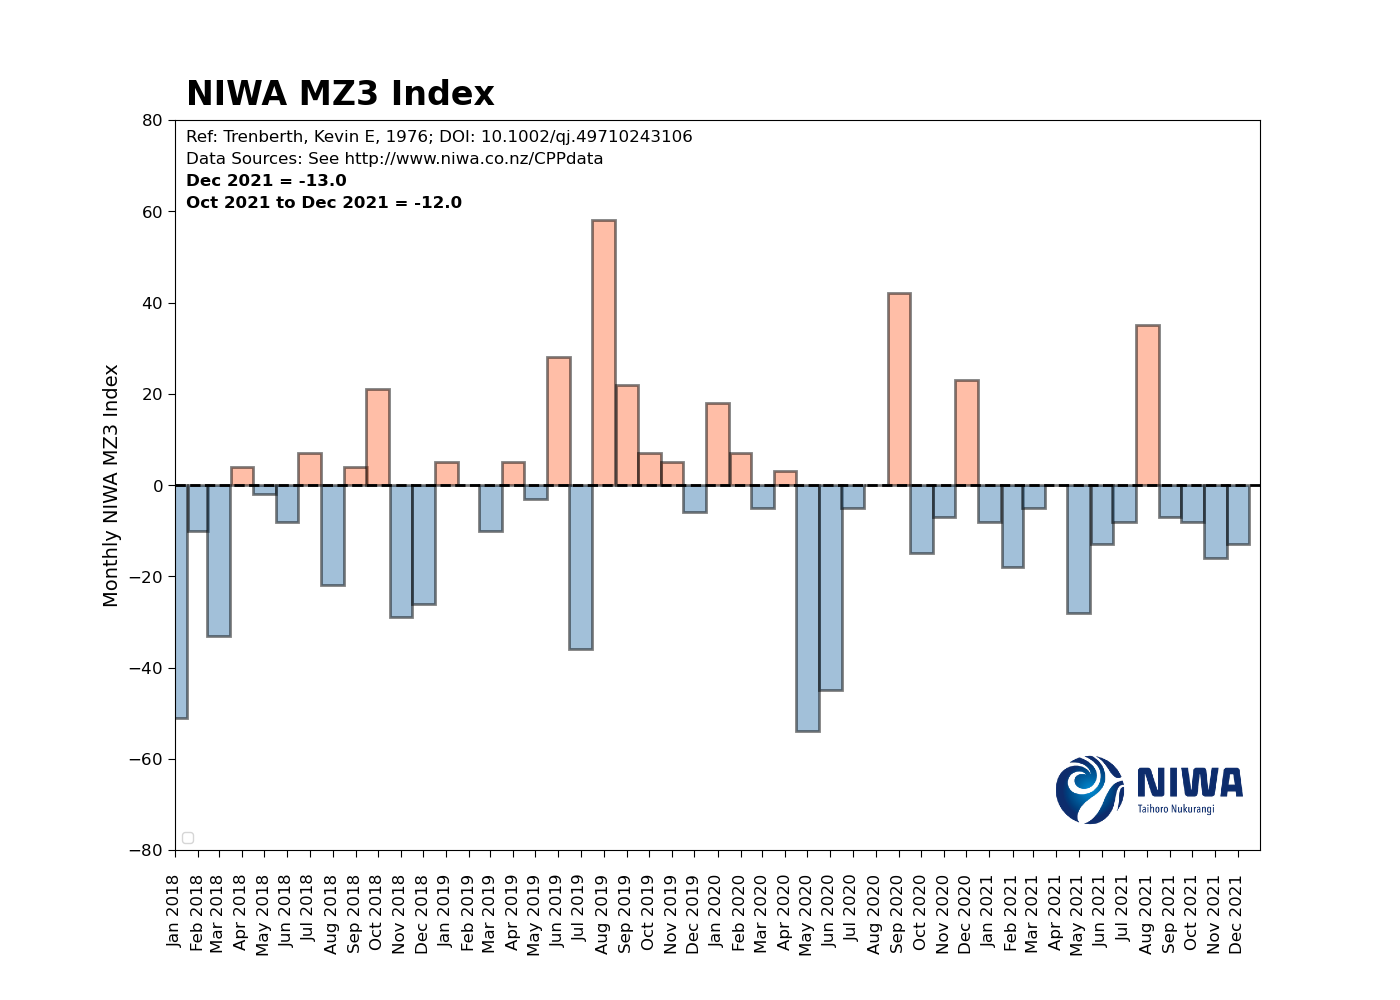 NIWA MZ3 Index
Ref: Trenberth, Kevin E, 1976; DOI: 10.1002/qj.49710243106
Data Sources: See http://www.niwa.co.nz/CPPdata
Dec 2021 = -13.0
Oct 2021 to Dec 2021 = -12.0
Monthly NIWA MZ3 Index
80
60
40
20
0
−20
−40
−60
−80
NIWA
Taihoro Nukurangi
Jan 2018
Feb 2018
Mar 2018
Apr 2018
May 2018
Jun 2018
Jul 2018
Aug 2018
Sep 2018
Oct 2018
Nov 2018
Dec 2018
Jan 2019
Feb 2019
Mar 2019
Apr 2019
May 2019
Jun 2019
Jul 2019
Aug 2019
Sep 2019
Oct 2019
Nov 2019
Dec 2019
Jan 2020
Feb 2020
Mar 2020
Apr 2020
May 2020
Jun 2020
Jul 2020
Aug 2020
Sep 2020
Oct 2020
Nov 2020
Dec 2020
Jan 2021
Feb 2021
Mar 2021
Apr 2021
May 2021
Jun 2021
Jul 2021
Aug 2021
Sep 2021
Oct 2021
Nov 2021
Dec 2021